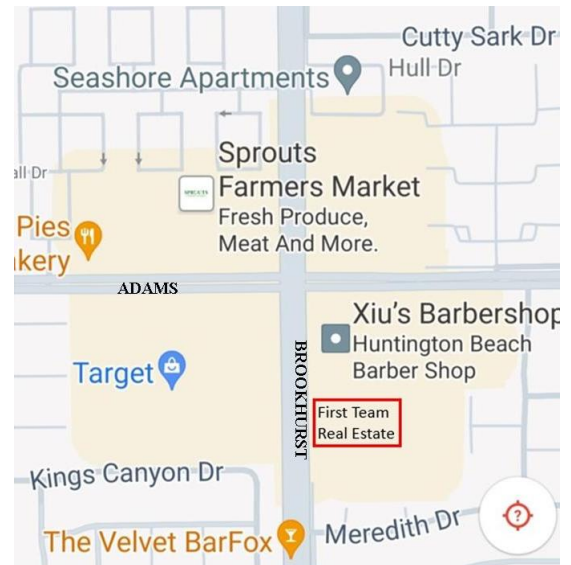 Cutty Sark Dr
Hull Dr
Seashore Apartments
all Dr
Sprouts
Farmers Market
Fresh Produce,
Meat And More.
SPROUTS
Pies
kery
ADAMS
Xiu's Barbershop
Huntington Beach
Barber Shop
BROOKHURST
Target
First Team
Real Estate
Kings Canyon Dr
Meredith Dr
The Velvet BarFox
?